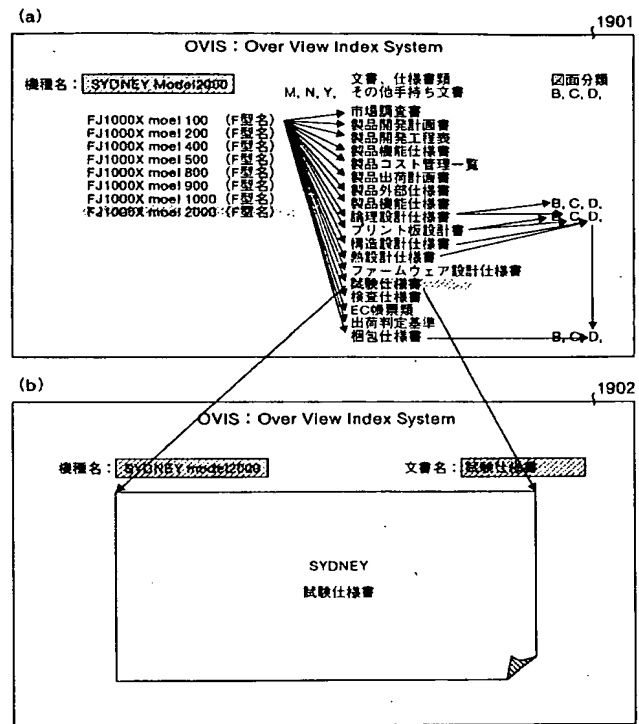 (a)
1901
OVIS：Over View Index System
機種名： SYDNEY Model2000
文書、仕様書類
図面分類
M, N, Y, その他手持ち文書
B, C, D,
FJ1000X moel 100 （F型名）
FJ1000X moel 200 （F型名）
FJ1000X moel 400 （F型名）
FJ1000X moel 500 （F型名）
FJ1000X moel 800 （F型名）
FJ1000X moel 900 （F型名）
FJ1000X moel 1000 （F型名）
FJ1000X moel 2000 （F型名）
市場調査書
製品開発計画書
製品開発工程表
製品機能仕様書
製品コスト管理一覧
製品出荷計画書
製品外部仕様書
製品機能仕様書 B, C, D,
論理設計仕様書 B, C, D,
プリント板設計書
構造設計仕様書
熱設計仕様書
ファームウェア設計仕様書
試験仕様書
検査仕様書
EC帳票類
出荷判定基準
梱包仕様書 B, C, D,
(b)
1902
OVIS：Over View Index System
機種名： SYDNEY model2000
文書名： 試験仕様書
SYDNEY
試験仕様書